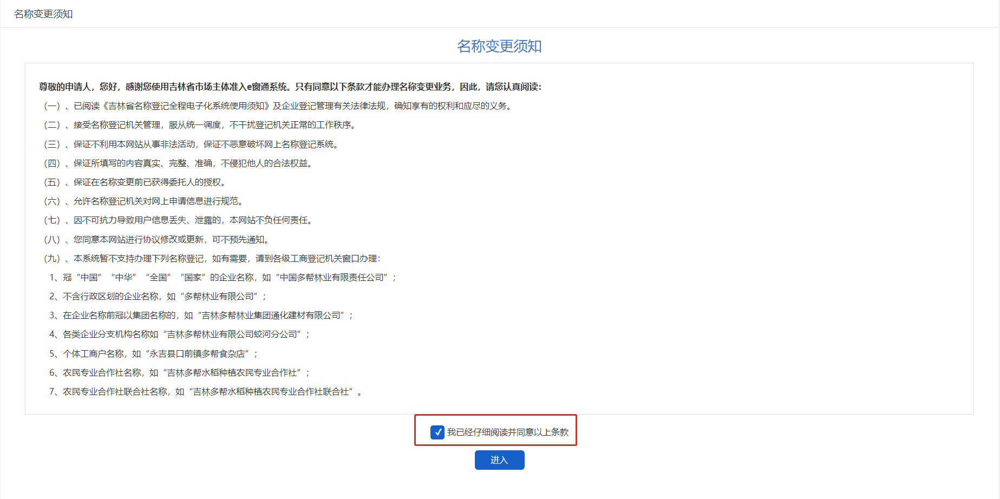 名称变更须知
名称变更须知
尊敬的申请人，您好，感谢您使用吉林省市场主体准入e窗通系统。只有同意以下条款才能办理名称变更业务，因此，请您认真阅读：
（一）、已阅读《吉林省名称登记全程电子化系统使用须知》及企业登记管理有关法律法规，确知享有的权利和应尽的义务。
（二）、接受名称登记机关管理，服从统一调度，不干扰登记机关正常的工作秩序。
（三）、保证不利用本网站从事非法活动，保证不恶意破坏网上名称登记系统。
（四）、保证所填写的内容真实、完整、准确，不侵犯他人的合法权益。
（五）、保证在名称变更前已获得委托人的授权。
（六）、允许名称登记机关对网上申请信息进行规范。
（七）、因不可抗力导致用户信息丢失、泄露的，本网站不负任何责任。
（八）、您同意本网站进行协议修改或更新，可不预先通知。
（九）、本系统暂不支持办理下列名称登记，如有需要，请到各级工商登记机关窗口办理：
1、冠“中国”“中华”“全国”“国家”的企业名称，如“中国多帮林业有限责任公司”；
2、不含行政区划的企业名称，如“多帮林业有限公司”；
3、在企业名称前冠以集团名称的，如“吉林多帮林业集团通化建材有限公司”；
4、各类企业分支机构名称如“吉林多帮林业有限公司蛟河分公司”；
5、个体工商户名称，如“永吉县口前镇多帮食杂店”；
6、农民专业合作社名称，如“吉林多帮水稻种植农民专业合作社”；
7、农民专业合作社联合社名称，如“吉林多帮水稻种植农民专业合作社联合社”。
我已经仔细阅读并同意以上条款
进入